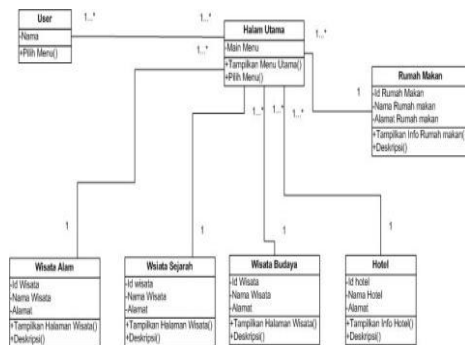 User
-Nama
+Pilih Menu()
1...*
1...*
Halam Utama
-Main Menu
+Tampilkan Menu Utama()
+Pilih Menu()
1...*
1...*
1...*
1...*
1...*
1
Rumah Makan
-Id Rumah Makan
-Nama Rumah makan
-Alamat Rumah makan
+Tampilkan Info Rumah makan()
+Deskripsi()
1
1
1
1
Wisata Alam
-Id Wisata
-Nama Wisata
-Alamat
+Tampilkan Halaman Wisata()
+Deskripsi()
Wsiata Sejarah
-Id wisata
-Nama Wisata
-Alamat
+Tampilkan Halaman Wisata()
+Deskripsi()
Wisata Budaya
-Id Wisata
-Nama Wisata
-Alamat
+Tampilkan Halaman Wisata()
+Deskripsi()
Hotel
-Id hotel
-Nama Hotel
-Alamat
+Tampilkan Info Hotel()
+Deskripsi()